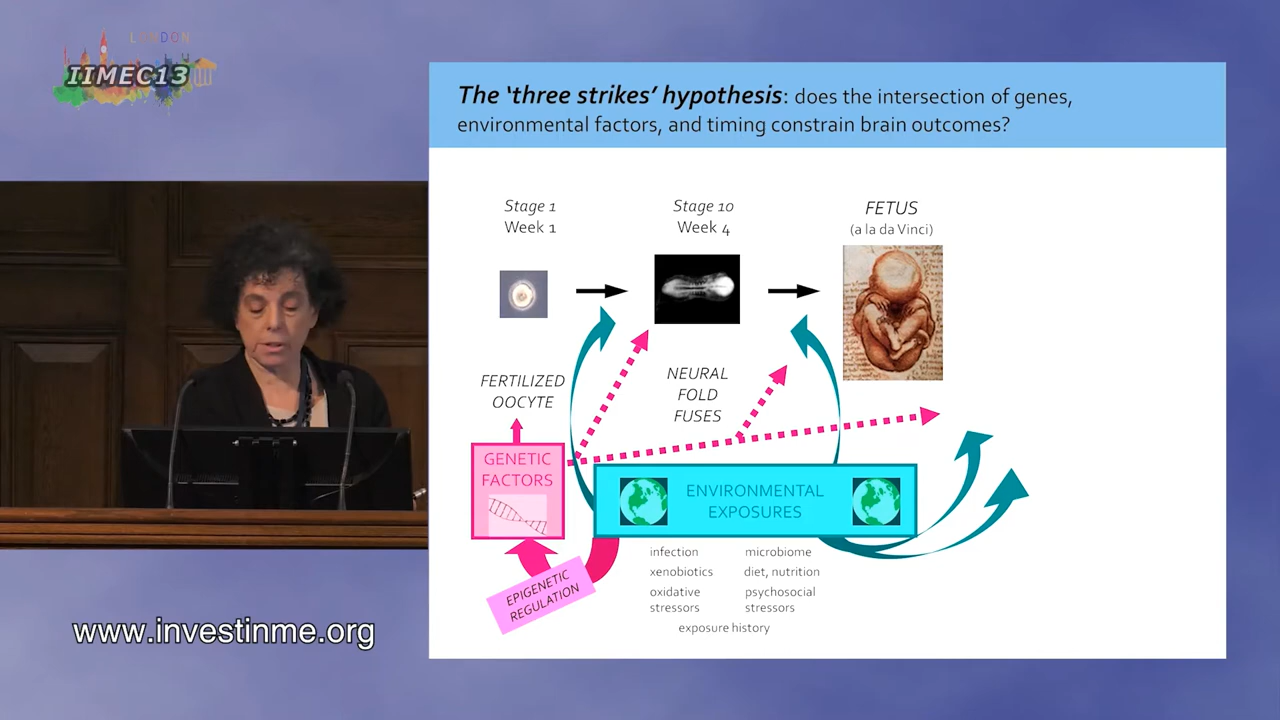 LONDON
IIMEC13
The 'three strikes' hypothesis: does the intersection of genes,
environmental factors, and timing constrain brain outcomes?
Stage 1
Week 1
Stage 10
Week 4
FETUS
(a la da Vinci)
FERTILIZED
OOCYTE
NEURAL
FOLD
FUSES
GENETIC
FACTORS
ENVIRONMENTAL
EXPOSURES
EPIGENETIC
REGULATION
infection
xenobiotics
oxidative
stressors
microbiome
diet, nutrition
psychosocial
stressors
exposure history
www.investinme.org